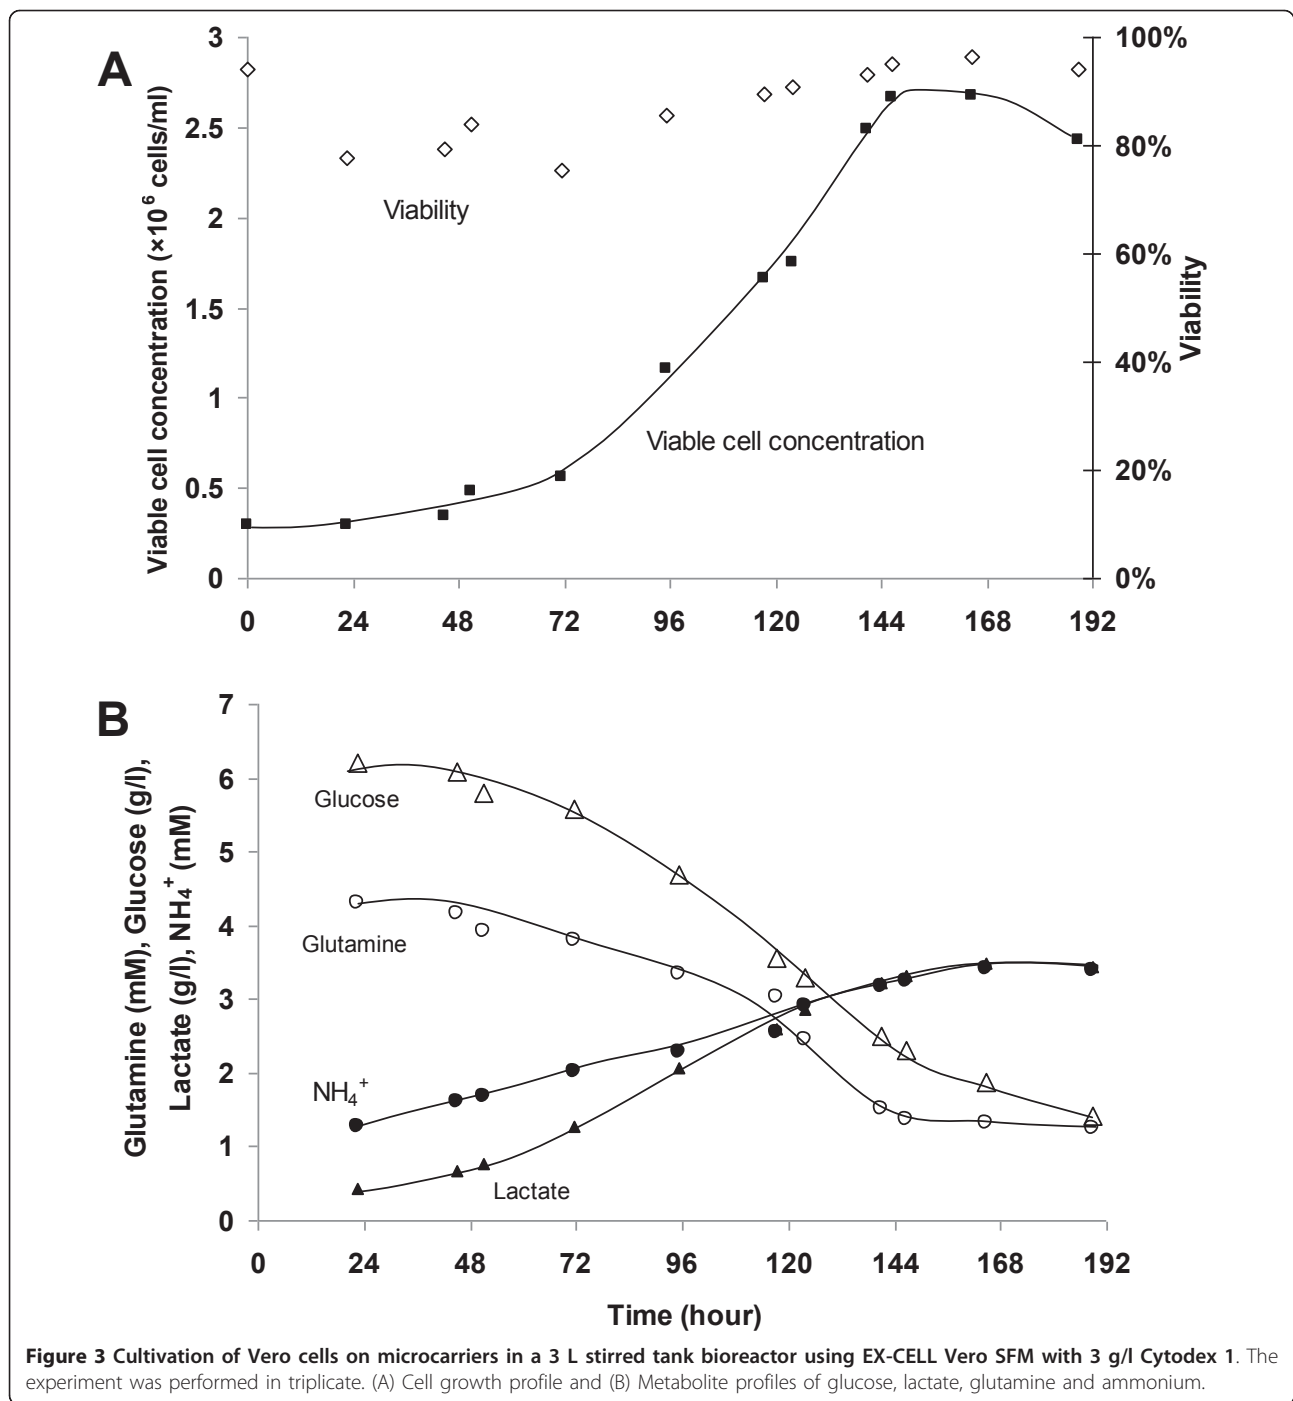 A
3
2.5
2
1.5
1
0.5
0
Viable cell concentration (×10⁶ cells/ml)
Viability
Viable cell concentration
100%
80%
60%
40%
20%
0%
Viability
0 24 48 72 96 120 144 168 192
B
7
6
5
4
3
2
1
0
Glutamine (mM), Glucose (g/l),
Lactate (g/l), NH₄⁺ (mM)
Glucose
Glutamine
NH₄⁺
Lactate
0 24 48 72 96 120 144 168 192
Time (hour)
Figure 3 Cultivation of Vero cells on microcarriers in a 3 L stirred tank bioreactor using EX-CELL Vero SFM with 3 g/l Cytodex 1. The
experiment was performed in triplicate. (A) Cell growth profile and (B) Metabolite profiles of glucose, lactate, glutamine and ammonium.